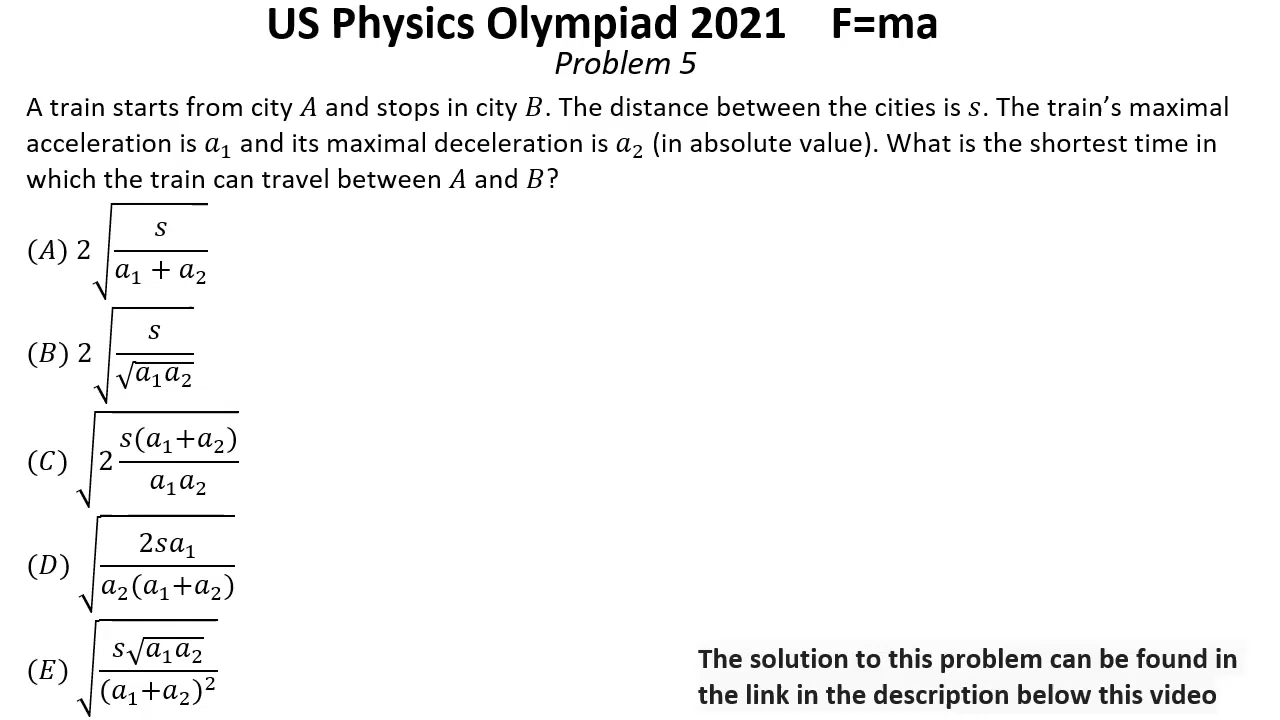 US Physics Olympiad 2021 F=ma
Problem 5
A train starts from city A and stops in city B. The distance between the cities is s. The train’s maximal
acceleration is a₁ and its maximal deceleration is a₂ (in absolute value). What is the shortest time in
which the train can travel between A and B?
(A) 2 √(s / (a₁ + a₂))
(B) 2 √(s / √(a₁a₂))
(C) √(2 s(a₁+a₂) / (a₁a₂))
(D) √(2sa₁ / (a₂(a₁+a₂)))
(E) √(s√(a₁a₂) / (a₁+a₂)²)
The solution to this problem can be found in
the link in the description below this video